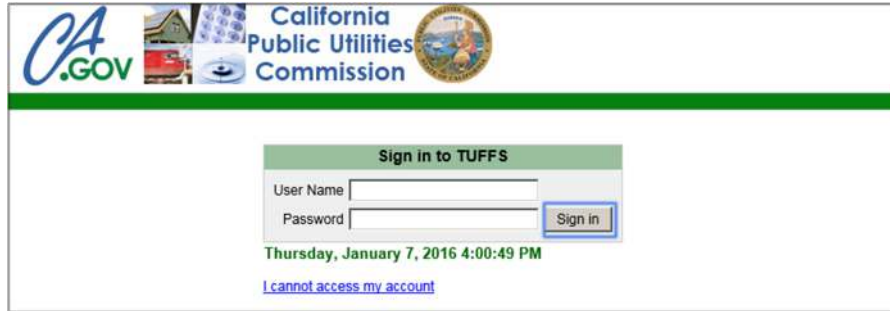 CA
.GOV
California
Public Utilities
Commission
Sign in to TUFFS
User Name
Password
Sign in
Thursday, January 7, 2016 4:00:49 PM
I cannot access my account